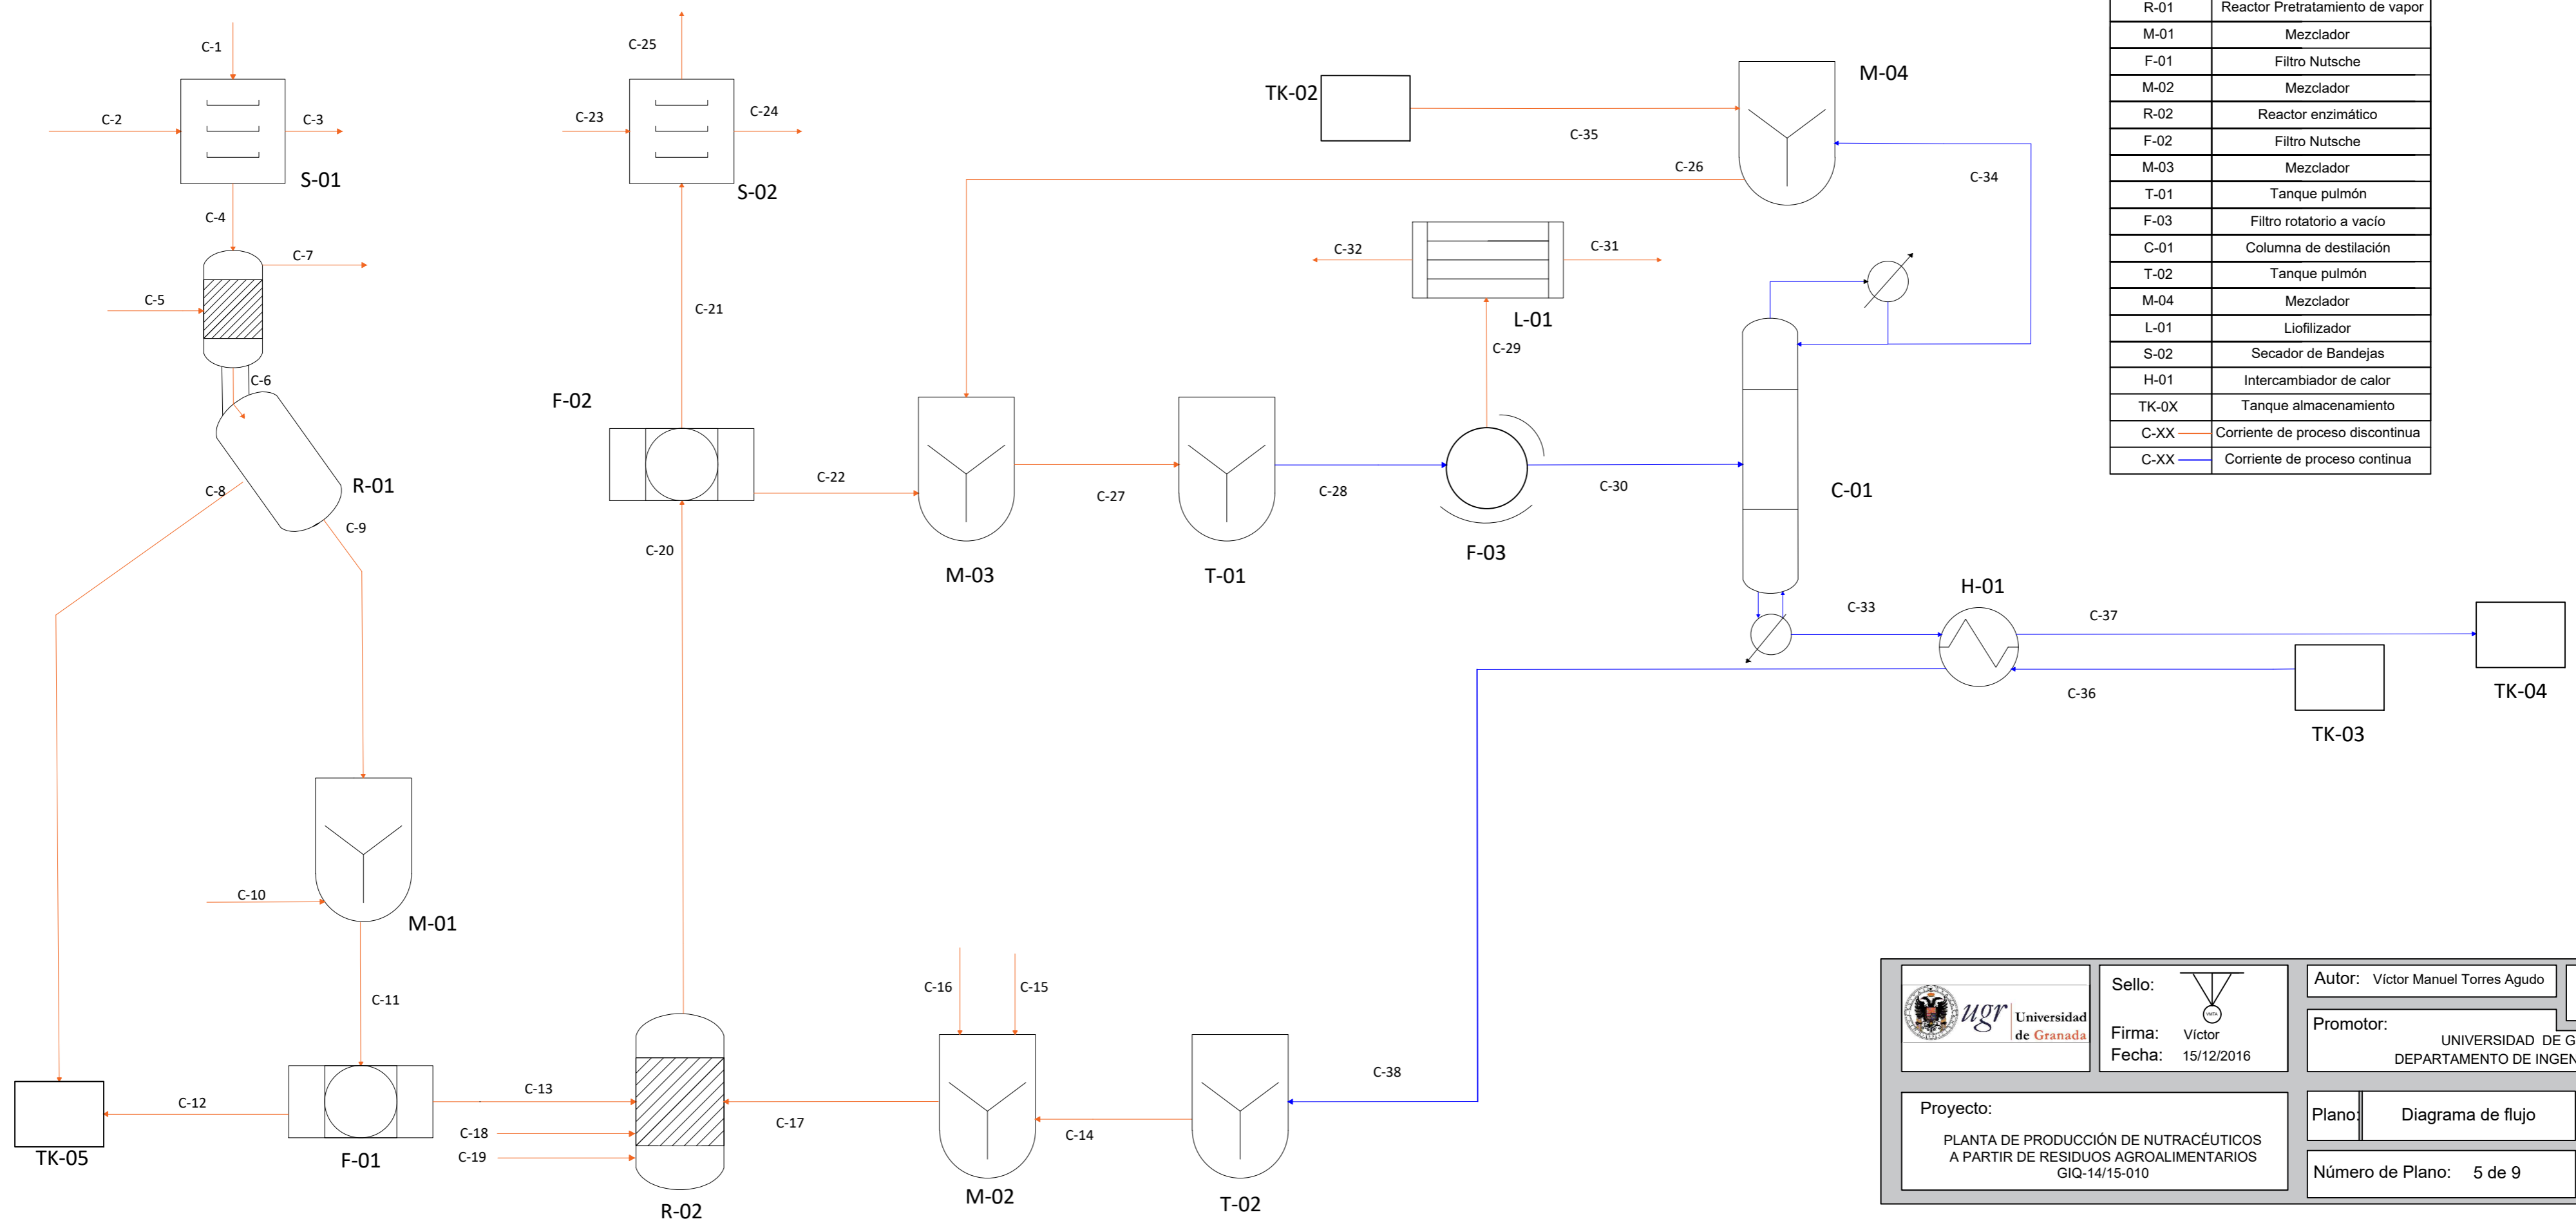 C-1
C-2
C-3
S-01
C-4
C-7
C-5
C-6
R-01
C-8
C-9
C-10
M-01
C-11
C-12
TK-05
F-01
C-13
C-18
C-19
R-02
C-25
C-23
C-24
S-02
C-21
F-02
C-22
C-20
M-03
C-27
T-01
C-28
F-03
C-30
C-29
L-01
C-32
C-31
TK-02
C-35
C-26
M-04
C-34
C-01
C-33
H-01
C-37
C-36
TK-04
TK-03
C-38
C-16
C-15
C-17
M-02
C-14
T-02
R-01 Reactor Pretratamiento de vapor
M-01 Mezclador
F-01 Filtro Nutsche
M-02 Mezclador
R-02 Reactor enzimático
F-02 Filtro Nutsche
M-03 Mezclador
T-01 Tanque pulmón
F-03 Filtro rotatorio a vacío
C-01 Columna de destilación
T-02 Tanque pulmón
M-04 Mezclador
L-01 Liofilizador
S-02 Secador de Bandejas
H-01 Intercambiador de calor
TK-0X Tanque almacenamiento
C-XX Corriente de proceso discontinua
C-XX Corriente de proceso continua
ugr Universidad
de Granada
Sello:
Firma: Víctor
Fecha: 15/12/2016
Autor: Víctor Manuel Torres Agudo
Promotor:
UNIVERSIDAD DE G
DEPARTAMENTO DE INGEN
Proyecto:
PLANTA DE PRODUCCIÓN DE NUTRACÉUTICOS
A PARTIR DE RESIDUOS AGROALIMENTARIOS
GIQ-14/15-010
Plano: Diagrama de flujo
Número de Plano: 5 de 9